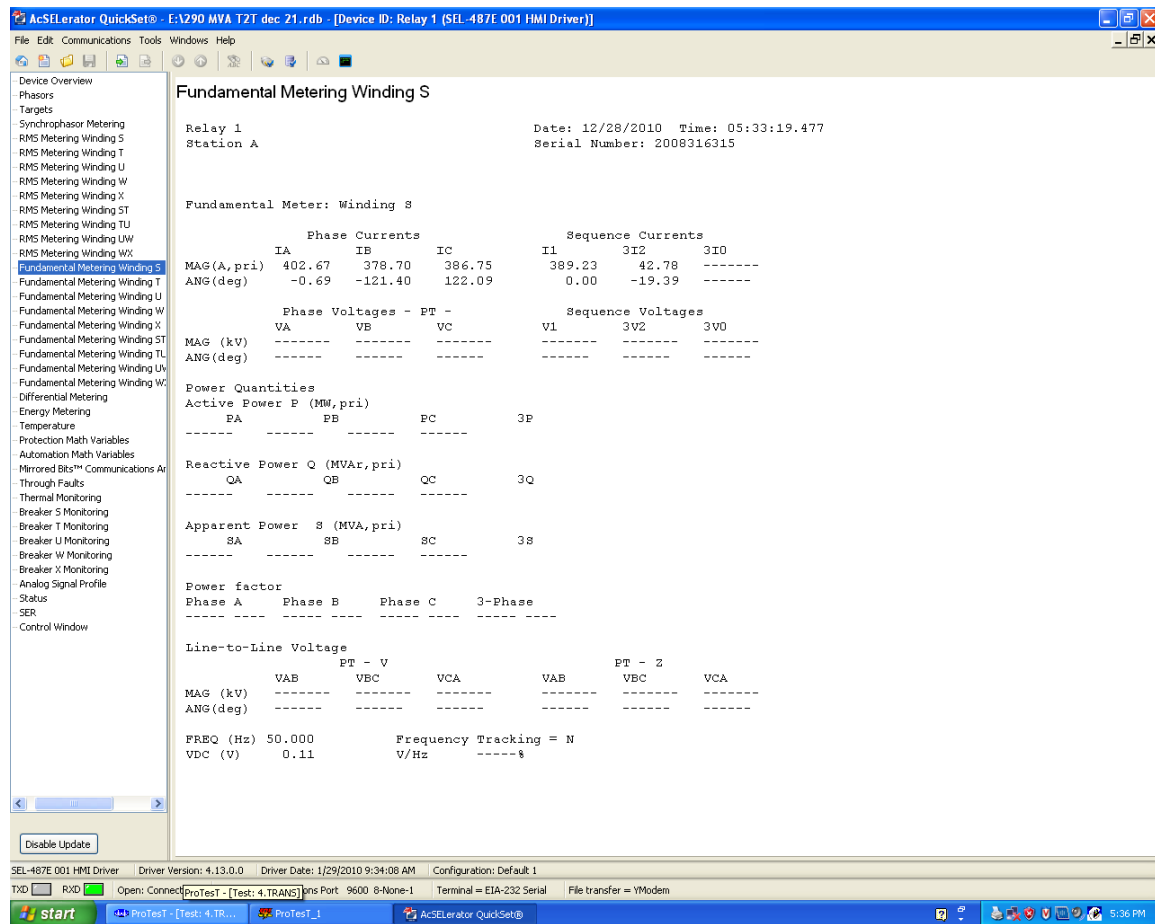 AcSELerator QuickSet® - E:\290 MVA T2T dec 21.rdb - [Device ID: Relay 1 (SEL-487E 001 HMI Driver)]
File Edit Communications Tools Windows Help
Device Overview
Phasors
Targets
Synchrophasor Metering
RMS Metering Winding S
RMS Metering Winding T
RMS Metering Winding U
RMS Metering Winding W
RMS Metering Winding X
RMS Metering Winding ST
RMS Metering Winding TU
RMS Metering Winding UW
RMS Metering Winding WX
Fundamental Metering Winding S
Fundamental Metering Winding T
Fundamental Metering Winding U
Fundamental Metering Winding W
Fundamental Metering Winding X
Fundamental Metering Winding ST
Fundamental Metering Winding TU
Fundamental Metering Winding UW
Fundamental Metering Winding W
Differential Metering
Energy Metering
Temperature
Protection Math Variables
Automation Math Variables
Mirrored Bits™ Communications Ar
Through Faults
Thermal Monitoring
Breaker S Monitoring
Breaker T Monitoring
Breaker U Monitoring
Breaker W Monitoring
Breaker X Monitoring
Analog Signal Profile
Status
SER
Control Window
Disable Update
Fundamental Metering Winding S
Relay 1 Date: 12/28/2010 Time: 05:33:19.477
Station A Serial Number: 2008316315
Fundamental Meter: Winding S
Phase Currents Sequence Currents
IA IB IC I1 3I2 3I0
MAG(A,pri) 402.67 378.70 386.75 389.23 42.78 -------
ANG(deg) -0.69 -121.40 122.09 0.00 -19.39 ------
Phase Voltages - PT - Sequence Voltages
VA VB VC V1 3V2 3V0
MAG (kV) ------- ------- ------- ------- ------- -------
ANG(deg) ------ ------ ------ ------ ------ ------
Power Quantities
Active Power P (MW,pri)
PA PB PC 3P
------ ------ ------ ------
Reactive Power Q (MVAr,pri)
QA QB QC 3Q
------ ------ ------ ------
Apparent Power S (MVA,pri)
SA SB SC 3S
------ ------ ------ ------
Power factor
Phase A Phase B Phase C 3-Phase
----- ---- ----- ---- ----- ---- ----- ----
Line-to-Line Voltage
PT - V PT - Z
VAB VBC VCA VAB VBC VCA
MAG (kV) ------- ------- ------- ------- ------- -------
ANG(deg) ------ ------ ------ ------ ------ ------
FREQ (Hz) 50.000 Frequency Tracking = N
VDC (V) 0.11 V/Hz -----%
SEL-487E 001 HMI Driver Driver Version: 4.13.0.0 Driver Date: 1/29/2010 9:34:08 AM Configuration: Default 1
TXD RXD Open: Connect ProTesT - [Test: 4.TRANS] ons Port 9600 8-None-1 Terminal = EIA-232 Serial File transfer = YModem
start ProTesT - [Test: 4.TR... ProTesT_1 AcSELerator QuickSet® 5:36 PM